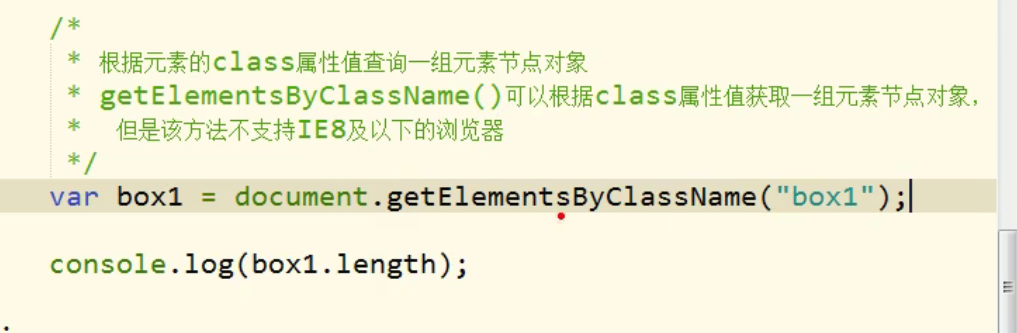 /*
* 根据元素的class属性值查询一组元素节点对象
* getElementsByClassName()可以根据class属性值获取一组元素节点对象，
* 但是该方法不支持IE8及以下的浏览器
*/
var box1 = document.getElementsByClassName("box1");
console.log(box1.length);